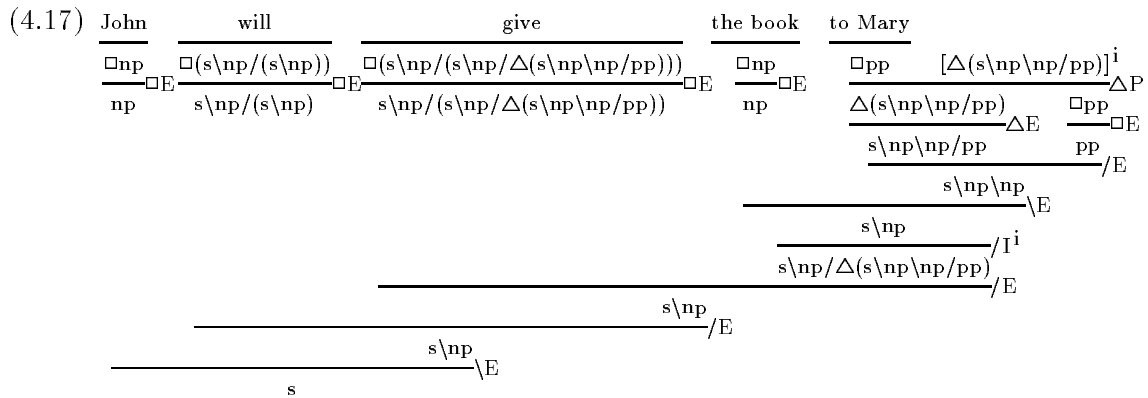 (4.17) John will give the book to Mary
□np □(s\np/(s\np)) □(s\np/(s\np/△(s\np\np/pp))) □np □pp [△(s\np\np/pp)]i
□E □E □E □E △P
np s\np/(s\np) s\np/(s\np/△(s\np\np/pp)) np △(s\np\np/pp) □pp
△E □E
s\np\np/pp pp
/E
s\np\np
\E
s\np
/Ii
s\np/△(s\np\np/pp)
/E
s\np
/E
s\np
\E
s